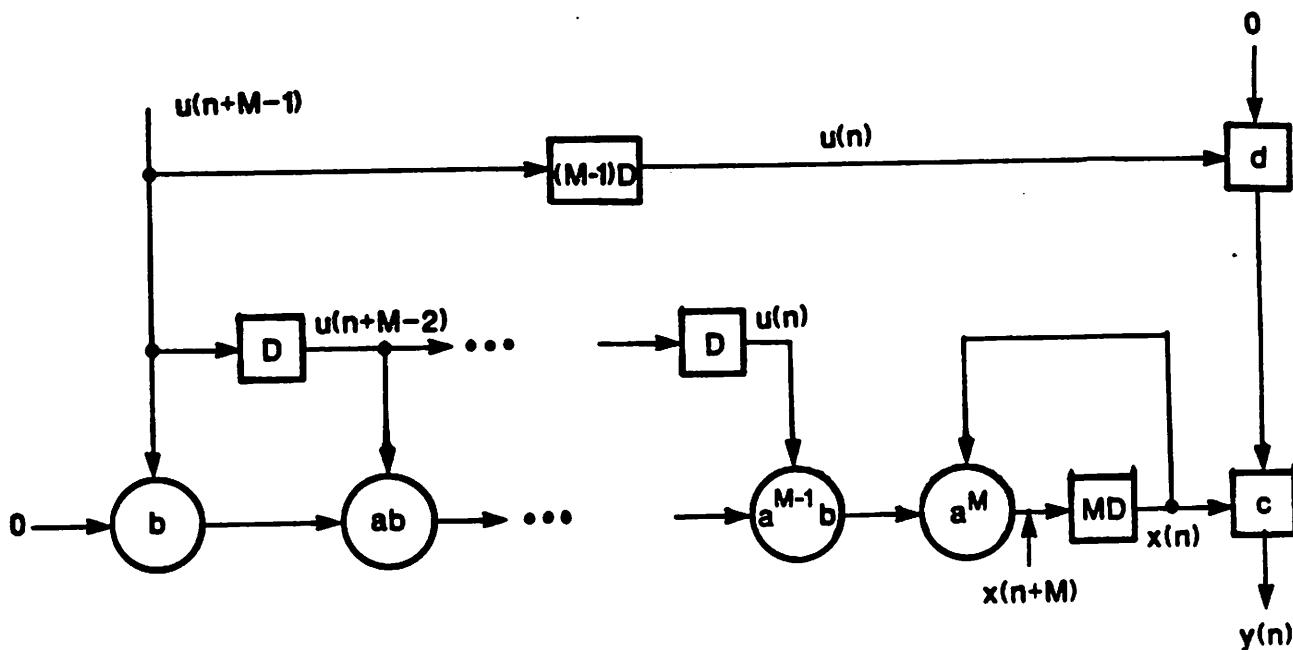 0
u(n+M-1)
(M-1)D
u(n)
d
D
u(n+M-2)
•••
D
u(n)
0
b
ab
•••
a^{M-1} b
a^M
MD
x(n)
c
x(n+M)
y(n)